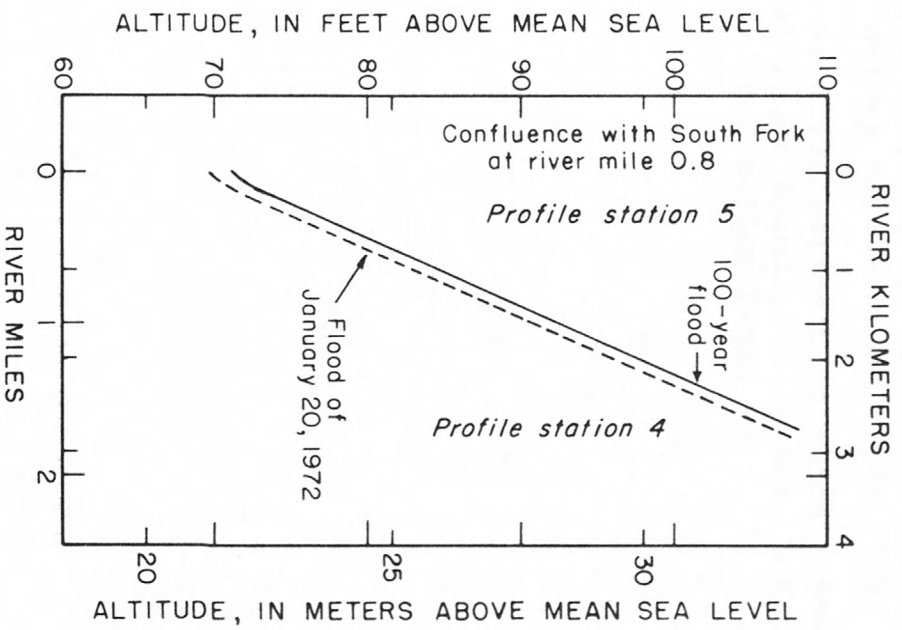 ALTITUDE, IN FEET ABOVE MEAN SEA LEVEL
60 70 80 90 100 110
Confluence with South Fork
at river mile 0.8
Profile station 5
100-year
flood
Flood of
January 20, 1972
Profile station 4
0
1
2
RIVER MILES
0
1
2
3
4
RIVER KILOMETERS
20 25 30
ALTITUDE, IN METERS ABOVE MEAN SEA LEVEL